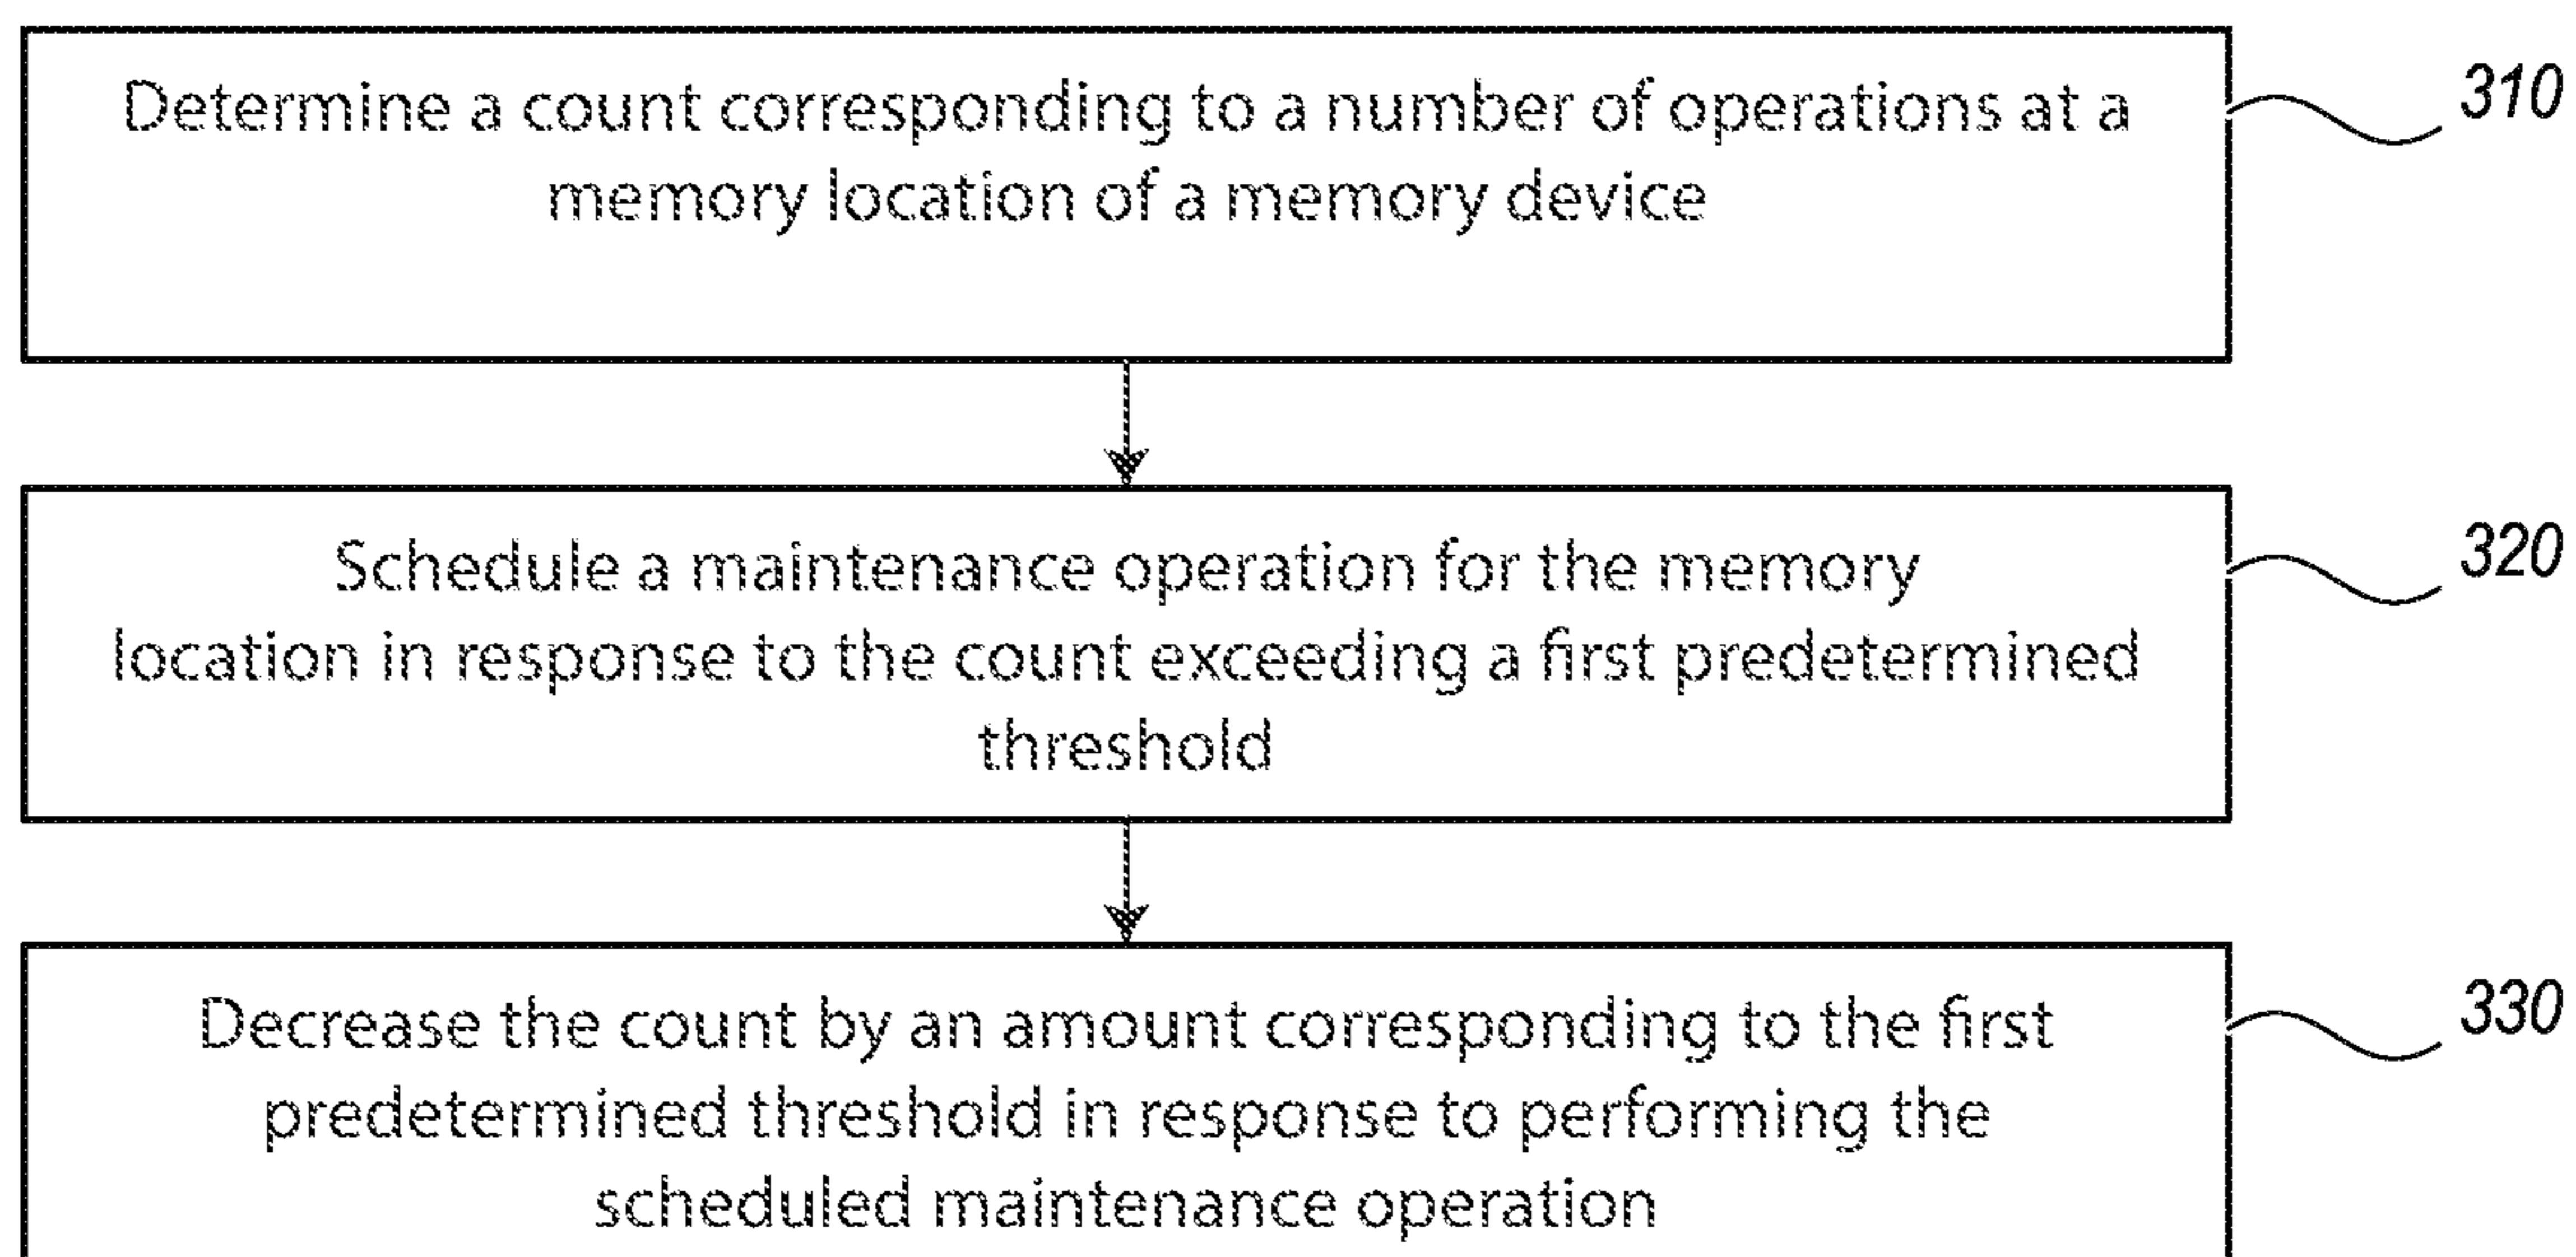 Determine a count corresponding to a number of operations at a
memory location of a memory device
310
Schedule a maintenance operation for the memory
location in response to the count exceeding a first predetermined
threshold
320
Decrease the count by an amount corresponding to the first
predetermined threshold in response to performing the
scheduled maintenance operation
330